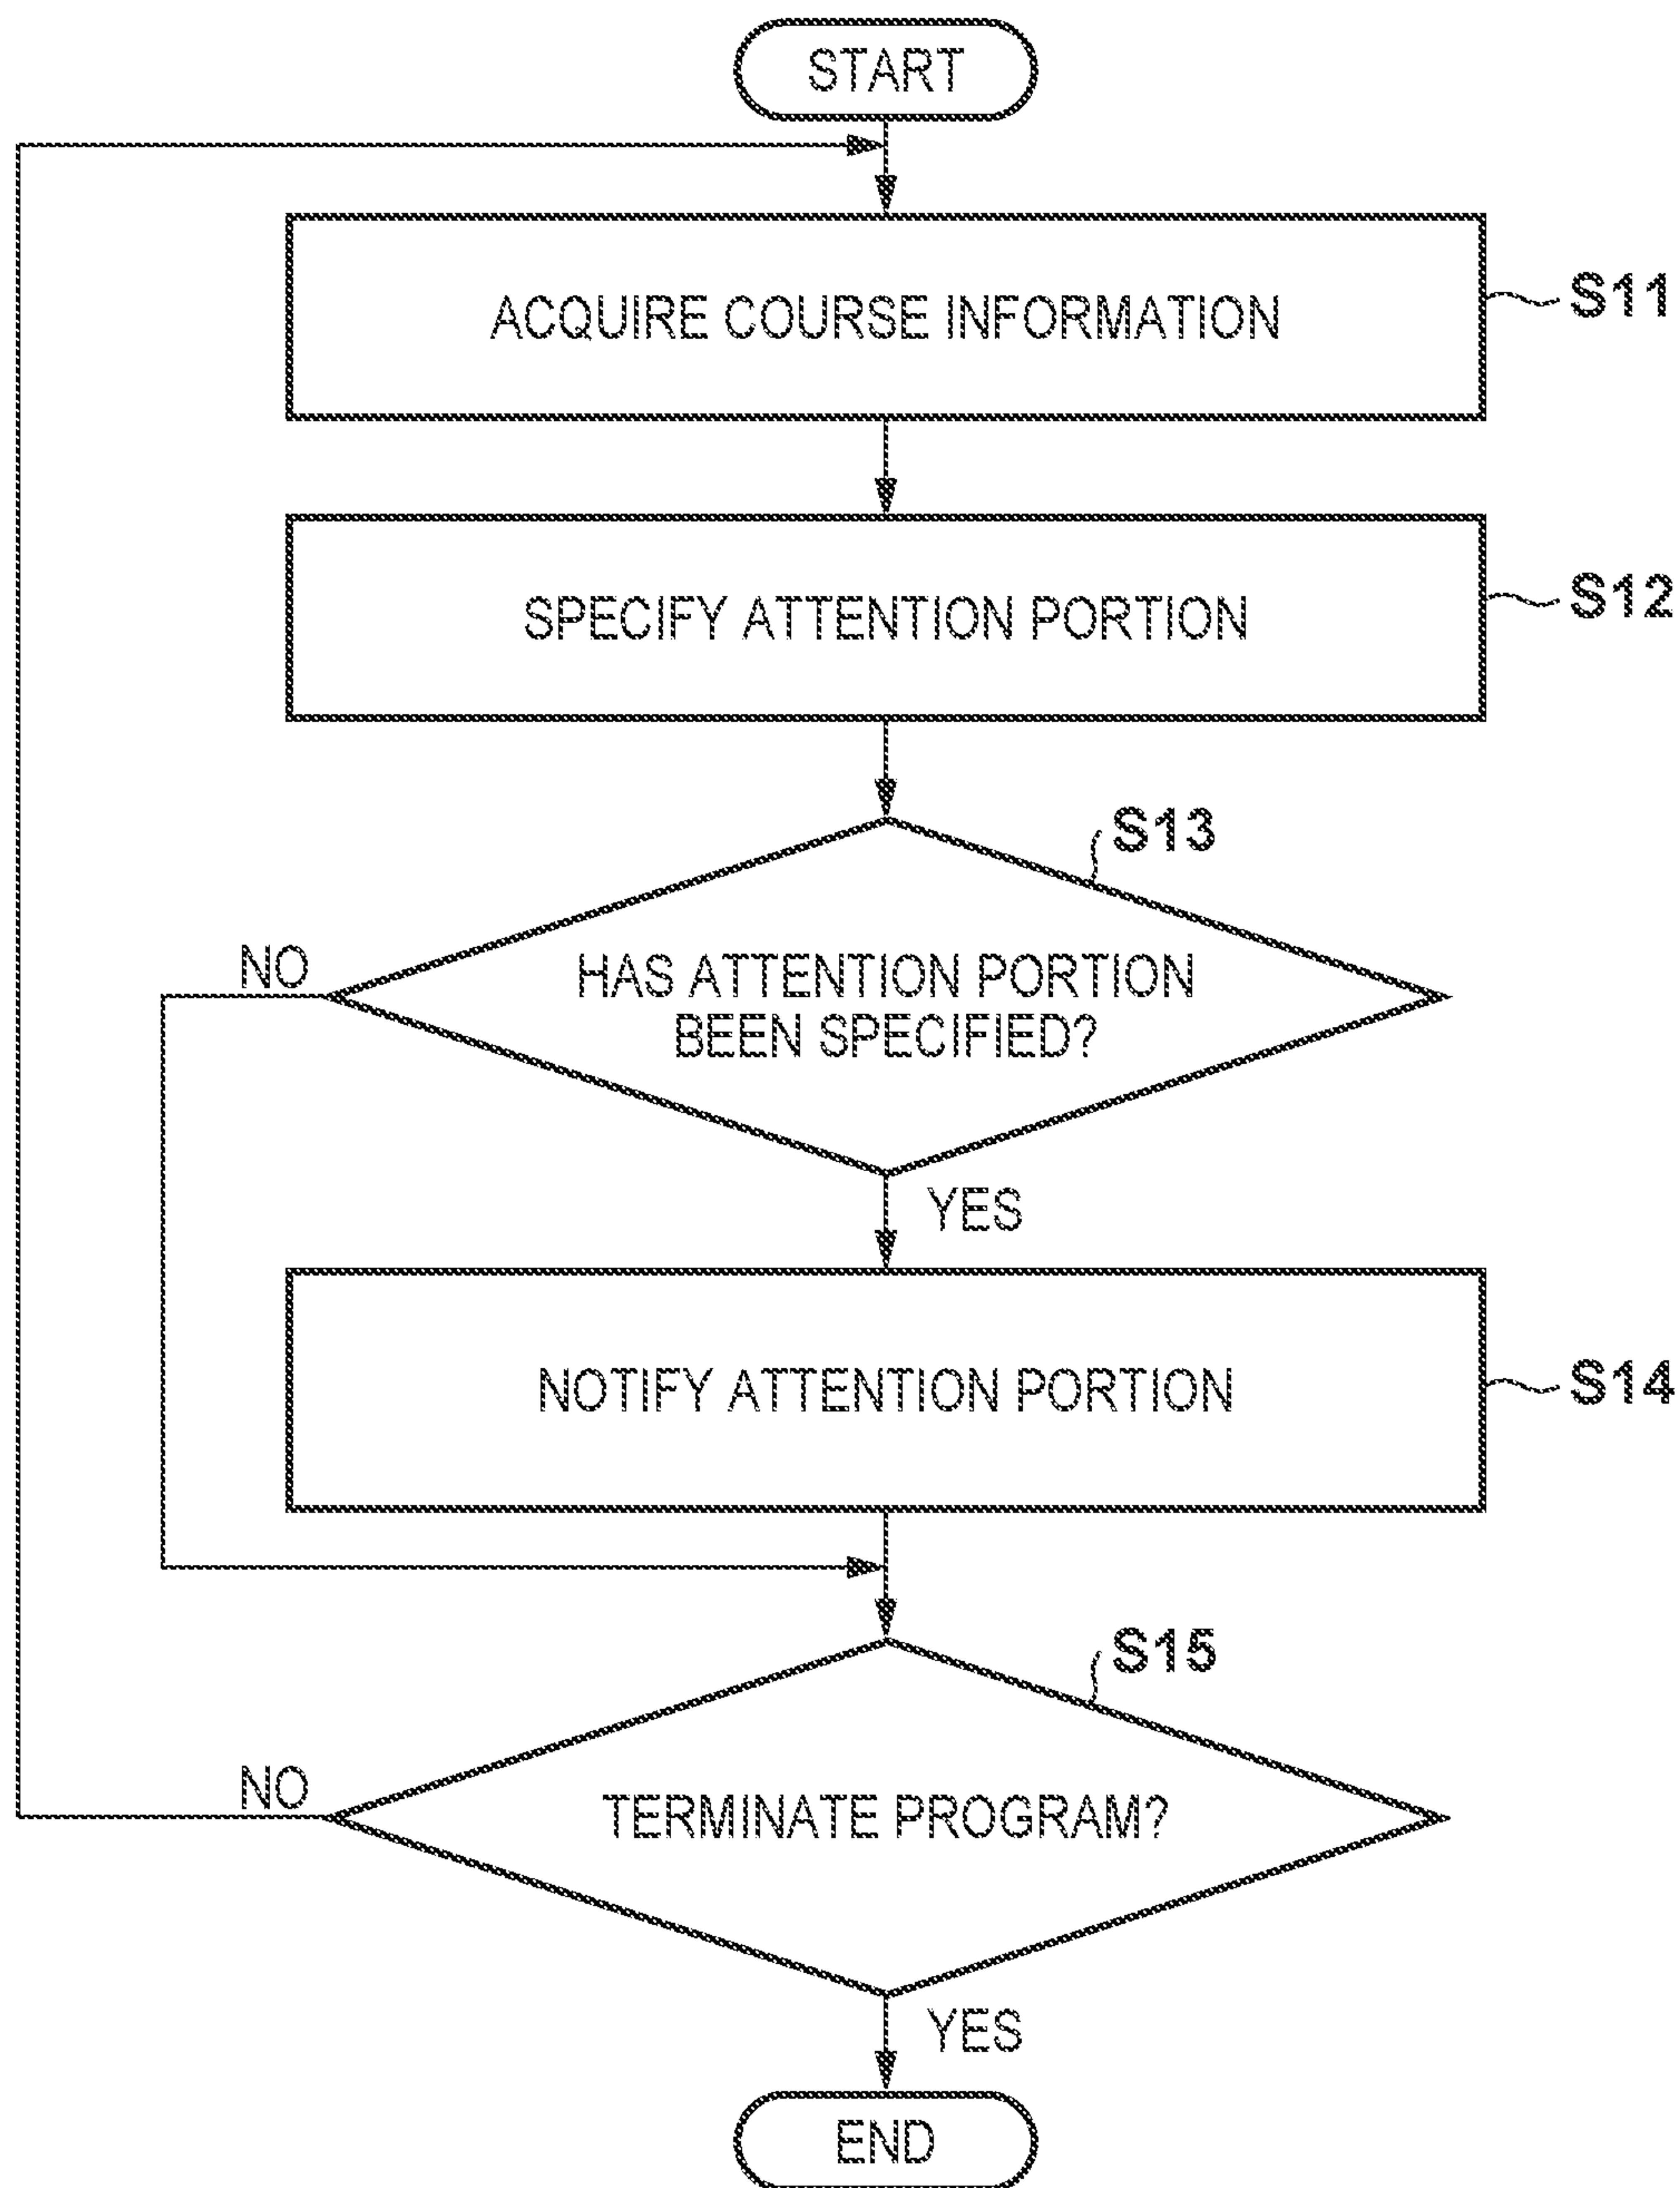 START
ACQUIRE COURSE INFORMATION
S11
SPECIFY ATTENTION PORTION
S12
S13
NO
HAS ATTENTION PORTION
BEEN SPECIFIED?
YES
NOTIFY ATTENTION PORTION
S14
S15
NO
TERMINATE PROGRAM?
YES
END